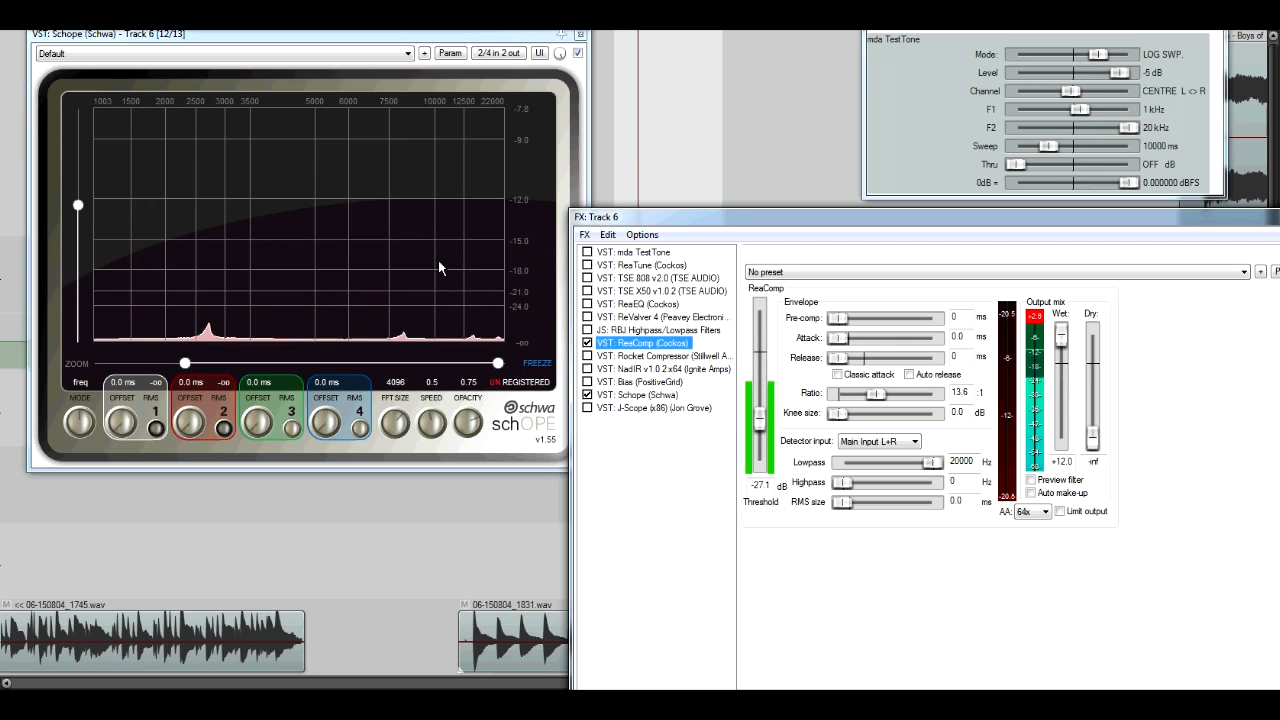 VST: Schope (Schwa) - Track 6 [12/13]
Default
+
Param
2/4 in 2 out
UI
1003 1500 2000 2500 3000 3500 5000 6000 7500 10000 12500 22000
-7.8
-9.0
-12.0
-15.0
-18.0
-21.0
-24.0
-oo
ZOOM
FREEZE
freq 0.0 ms -oo 0.0 ms -oo 0.0 ms 0.0 ms 4096 0.5 0.75 UNREGISTERED
MODE OFFSET RMS OFFSET RMS OFFSET RMS OFFSET RMS FFT SIZE SPEED OPACITY
1 2 3 4
schwa
schOPE
v1.55
mda TestTone
- Boys of
Mode: LOG SWP.
Level -5 dB
Channel CENTRE L <> R
F1 1 kHz
F2 20 kHz
Sweep 10000 ms
Thru OFF dB
0dB = 0.000000 dBFS
FX: Track 6
FX Edit Options
VST: mda TestTone
VST: ReaTune (Cockos)
VST: TSE 808 v2.0 (TSE AUDIO)
VST: TSE X50 v1.0.2 (TSE AUDIO)
VST: ReaEQ (Cockos)
VST: ReValver 4 (Peavey Electroni...
JS: RBJ Highpass/Lowpass Filters
VST: ReaComp (Cockos)
VST: Rocket Compressor (Stillwell A...
VST: NadIR v1.0.2 x64 (Ignite Amps)
VST: Bias (PositiveGrid)
VST: Schope (Schwa)
VST: J-Scope (x86) (Jon Grove)
No preset
+
ReaComp
Envelope
Pre-comp: 0 ms
Attack: 0.0 ms
Release: 0 ms
Classic attack Auto release
Ratio: 13.6 :1
Knee size: 0.0 dB
Detector input: Main Input L+R
Lowpass 20000 Hz
Highpass 0 Hz
RMS size 0.0 ms
-27.1 dB
Threshold
-20.5
-6-
-12-
-20.6
Output mix
Wet: Dry:
+2.8
-6-
-12-
-18-
-24-
+12.0 -inf
Preview filter
Auto make-up
AA: 64x Limit output
M << 06-150804_1745.wav
M 06-150804_1831.wav